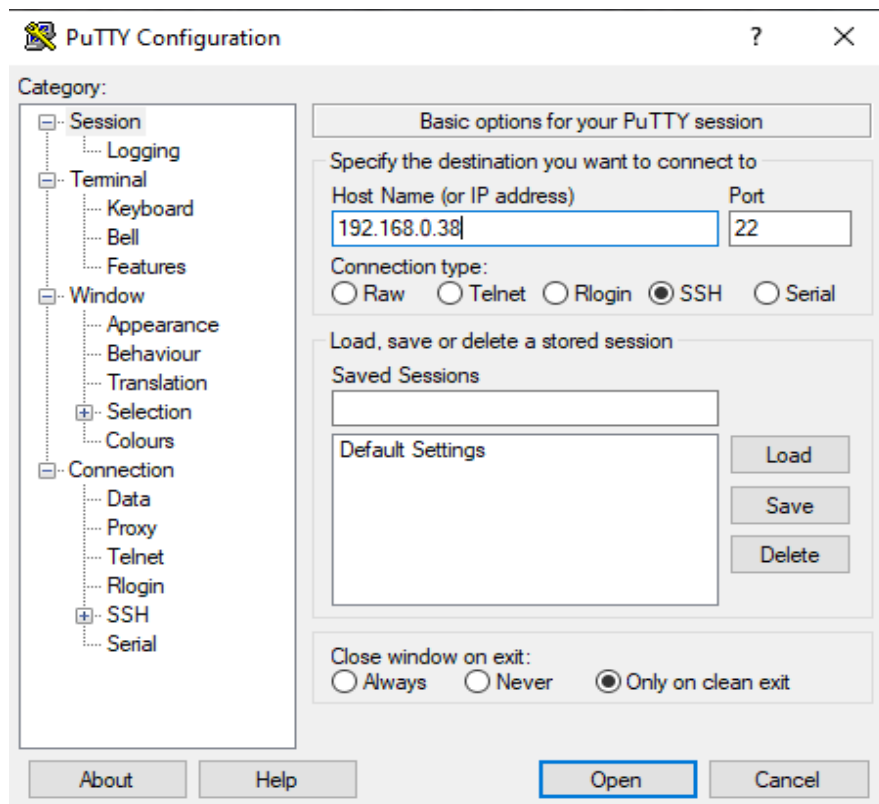 PuTTY Configuration
?
Category:
Session
Logging
Terminal
Keyboard
Bell
Features
Window
Appearance
Behaviour
Translation
Selection
Colours
Connection
Data
Proxy
Telnet
Rlogin
SSH
Serial
Basic options for your PuTTY session
Specify the destination you want to connect to
Host Name (or IP address) Port
192.168.0.38 22
Connection type:
Raw Telnet Rlogin SSH Serial
Load, save or delete a stored session
Saved Sessions
Default Settings
Load
Save
Delete
Close window on exit:
Always Never Only on clean exit
About Help Open Cancel